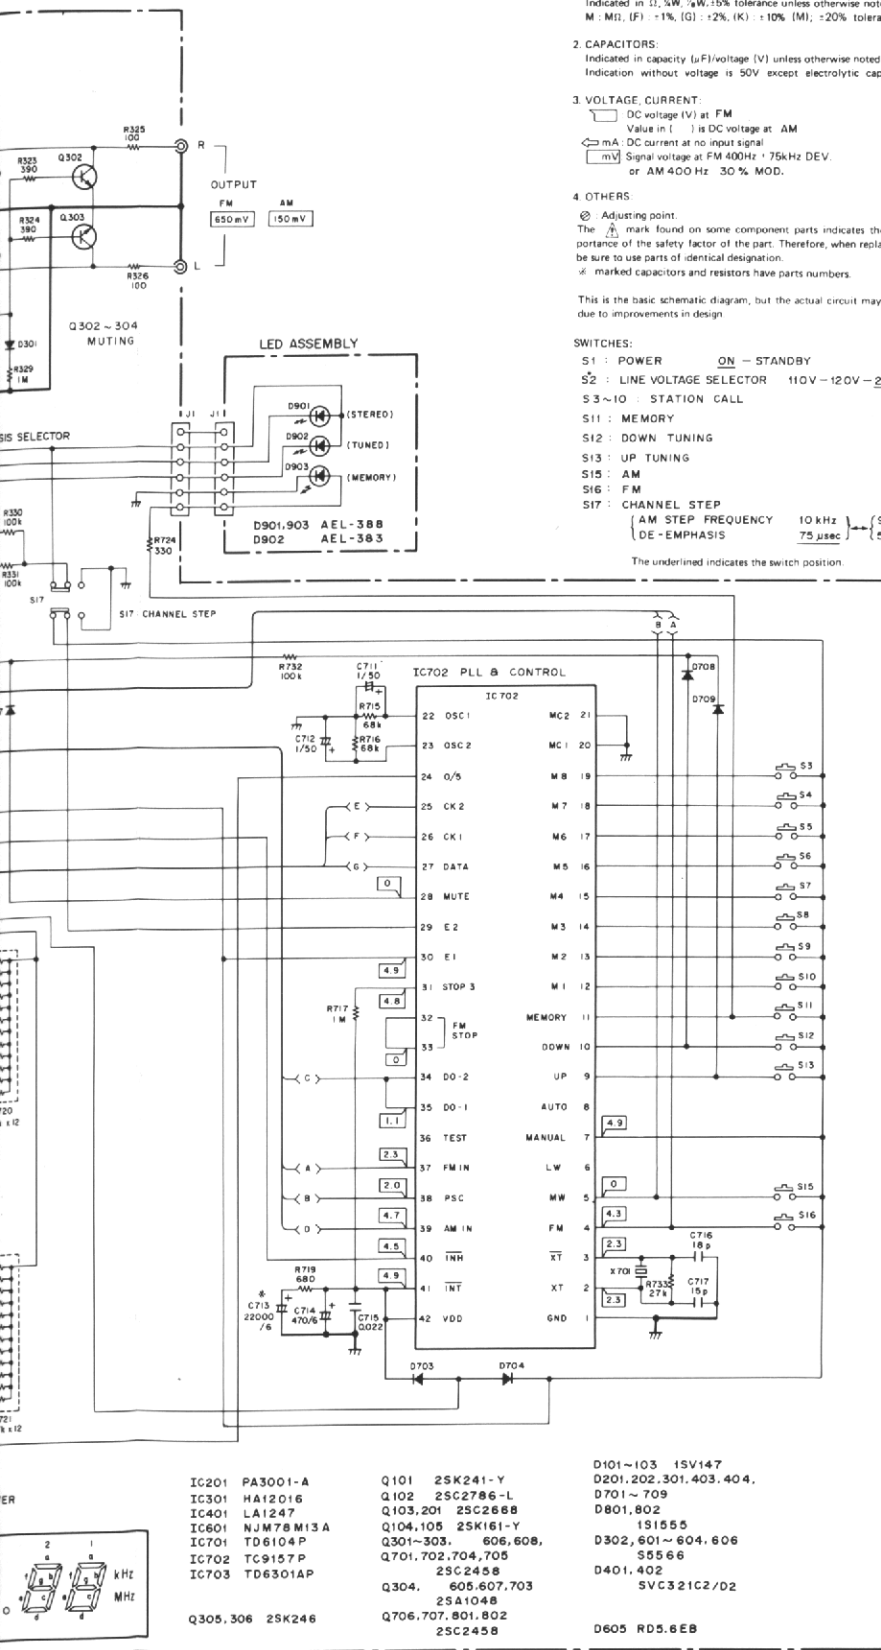 Indicated in Ω, ¼W, ⅛W, ±5% tolerance unless otherwise
M : MΩ, (F) : ±1%, (G) : ±2%, (K) : ±10% (M); ±20%
2. CAPACITORS:
Indicated in capacity (μF)/voltage (V) unless otherwise noted
Indication without voltage is 50V except electrolytic
3. VOLTAGE, CURRENT:
DC voltage (V) at FM
Value in ( ) is DC voltage at AM
mA : DC current at no input signal
mV Signal voltage at FM 400Hz ± 75kHz DEV.
or AM 400 Hz 30 % MOD.
4. OTHERS
⊘ : Adjusting point.
The ⚠ mark found on some component parts indicates the
portance of the safety factor of the part. Therefore, when
be sure to use parts of identical designation.
※ marked capacitors and resistors have parts numbers.
This is the basic schematic diagram, but the actual circuit may
due to improvements in design
SWITCHES:
S1 : POWER ON – STANDBY
S2 : LINE VOLTAGE SELECTOR 110V – 120V – 2
S3~10 : STATION CALL
S11 : MEMORY
S12 : DOWN TUNING
S13 : UP TUNING
S15 : AM
S16 : FM
S17 : CHANNEL STEP
AM STEP FREQUENCY 10 kHz
DE-EMPHASIS 75 μsec
The underlined indicates the switch position.
R325
100
R
R323
390
Q302
OUTPUT
FM AM
650mV 150mV
R324
390
Q303
L
R326
100
Q302 ~ 304
MUTING
D301
R329
1M
LED ASSEMBLY
J1 J1
D901 (STEREO)
D902 (TUNED)
D903 (MEMORY)
D901,903 AEL-388
D902 AEL-383
SELECTOR
R330
100k
R724
330
R331
100k
S17
S17 : CHANNEL STEP
B A
R732
100k
C711
1/50
IC702 PLL & CONTROL
D708
D709
IC702
R715
68k
C712
1/50
R716
68k
22 OSC1 MC2 21
23 OSC2 MC1 20
24 0/5 M8 19 S3
E 25 CK2 M7 18 S4
F 26 CK1 M6 17 S5
G 27 DATA M5 16 S6
0
28 MUTE M4 15 S7
29 E2 M3 14 S8
30 E1 M2 13 S9
4.9
31 STOP 3 M1 12 S10
4.8
R717
1M
32 MEMORY 11 S11
FM
STOP
33 DOWN 10 S12
0
C 34 DO-2 UP 9 S13
35 DO-1 AUTO 8
1.1 4.9
36 TEST MANUAL 7
2.3
A 37 FM IN LW 6
2.0 0
B 38 PSC MW 5 S15
4.7 4.3
D 39 AM IN FM 4 S16
4.5 2.3
C716
18p
40 INH XT 3
R719
680
4.9
X701
R733
27k
C717
15p
41 INT XT 2
2.3
※
C713
22000
/6
C714
470/6
C715
0.022
42 VDD GND 1
D703 D704
720
x 12
721
k x 12
ER
2 1
a a
f b f b
g g
e c e c
d d
kHz
MHz
IC201 PA3001-A
IC301 HA12016
IC401 LA1247
IC601 NJM78M13A
IC701 TD6104P
IC702 TC9157P
IC703 TD6301AP
Q305,306 2SK246
Q101 2SK241-Y
Q102 2SC2786-L
Q103,201 2SC2668
Q104,105 2SK161-Y
Q301~303, 606,608,
Q701,702,704,705
2SC2458
Q304, 605,607,703
2SA1048
Q706,707,801,802
2SC2458
D101~103 1SV147
D201,202,301,403,404,
D701~709
D801,802
1S1555
D302,601~604,606
S5566
D401,402
SVC321C2/D2
D605 RD5.6EB